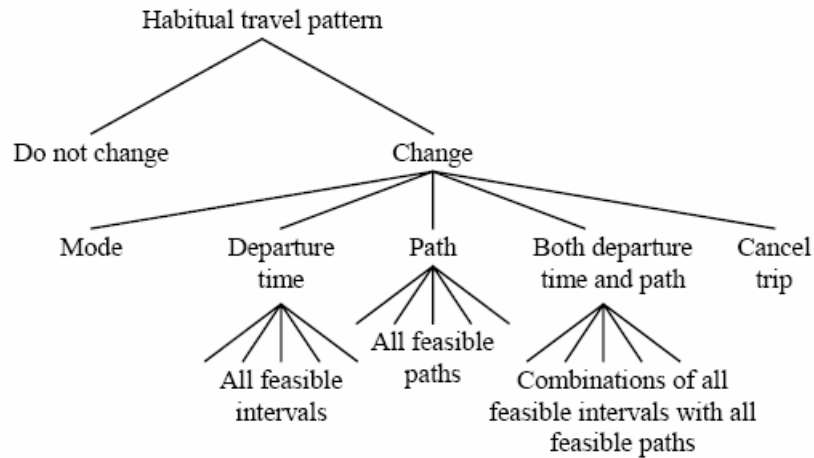 Habitual travel pattern
Do not change
Change
Mode
Departure
time
Path
Both departure
time and path
Cancel
trip
All feasible
intervals
All feasible
paths
Combinations of all
feasible intervals with all
feasible paths